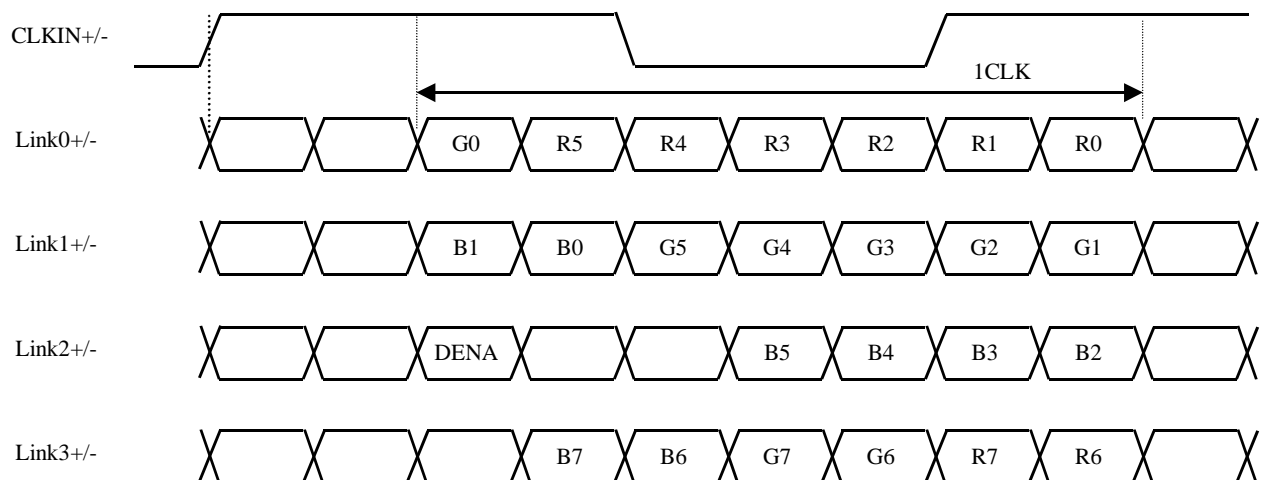 CLKIN+/-
1CLK
Link0+/- G0 R5 R4 R3 R2 R1 R0
Link1+/- B1 B0 G5 G4 G3 G2 G1
Link2+/- DENA B5 B4 B3 B2
Link3+/- B7 B6 G7 G6 R7 R6